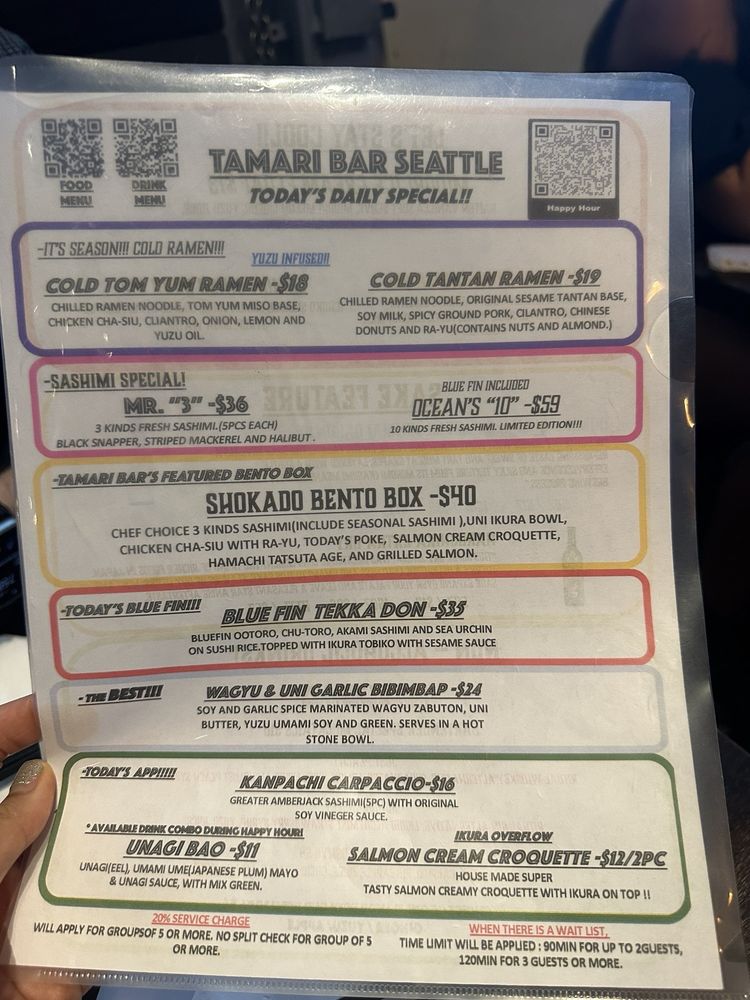 TAMARI BAR SEATTLE
TODAY'S DAILY SPECIAL!!
FOOD
MENU
DRINK
MENU
Happy Hour
-IT'S SEASON!!! COLD RAMEN!!!
YUZU INFUSED!!
COLD TOM YUM RAMEN -$18
CHILLED RAMEN NOODLE, TOM YUM MISO BASE,
CHICKEN CHA-SIU, CLIANTRO, ONION, LEMON AND
YUZU OIL.
COLD TANTAN RAMEN -$19
CHILLED RAMEN NOODLE, ORIGINAL SESAME TANTAN BASE,
SOY MILK, SPICY GROUND PORK, CILANTRO, CHINESE
DONUTS AND RA-YU(CONTAINS NUTS AND ALMOND.)
-SASHIMI SPECIAL!
MR. "3" -$36
3 KINDS FRESH SASHIMI.(5PCS EACH)
BLACK SNAPPER, STRIPED MACKEREL AND HALIBUT .
BLUE FIN INCLUDED
OCEAN'S "10" -$59
10 KINDS FRESH SASHIMI. LIMITED EDITION!!!
-TAMARI BAR'S FEATURED BENTO BOX
SHOKADO BENTO BOX -$40
CHEF CHOICE 3 KINDS SASHIMI(INCLUDE SEASONAL SASHIMI ),UNI IKURA BOWL,
CHICKEN CHA-SIU WITH RA-YU, TODAY'S POKE, SALMON CREAM CROQUETTE,
HAMACHI TATSUTA AGE, AND GRILLED SALMON.
-TODAY'S BLUE FIN!!!
BLUE FIN TEKKA DON -$35
BLUEFIN OOTORO, CHU-TORO, AKAMI SASHIMI AND SEA URCHIN
ON SUSHI RICE.TOPPED WITH IKURA TOBIKO WITH SESAME SAUCE
- THE BEST!!!
WAGYU & UNI GARLIC BIBIMBAP -$24
SOY AND GARLIC SPICE MARINATED WAGYU ZABUTON, UNI
BUTTER, YUZU UMAMI SOY AND GREEN. SERVES IN A HOT
STONE BOWL.
-TODAY'S APP!!!!!
KANPACHI CARPACCIO-$16
GREATER AMBERJACK SASHIMI(5PC) WITH ORIGINAL
SOY VINEGER SAUCE.
* AVAILABLE DRINK COMBO DURING HAPPY HOUR!
UNAGI BAO -$11
UNAGI(EEL), UMAMI UME(JAPANESE PLUM) MAYO
& UNAGI SAUCE, WITH MIX GREEN.
IKURA OVERFLOW
SALMON CREAM CROQUETTE -$12/2PC
HOUSE MADE SUPER
TASTY SALMON CREAMY CROQUETTE WITH IKURA ON TOP !!
20% SERVICE CHARGE
WILL APPLY FOR GROUPSOF 5 OR MORE. NO SPLIT CHECK FOR GROUP OF 5
OR MORE.
WHEN THERE IS A WAIT LIST,
TIME LIMIT WILL BE APPLIED : 90MIN FOR UP TO 2GUESTS,
120MIN FOR 3 GUESTS OR MORE.